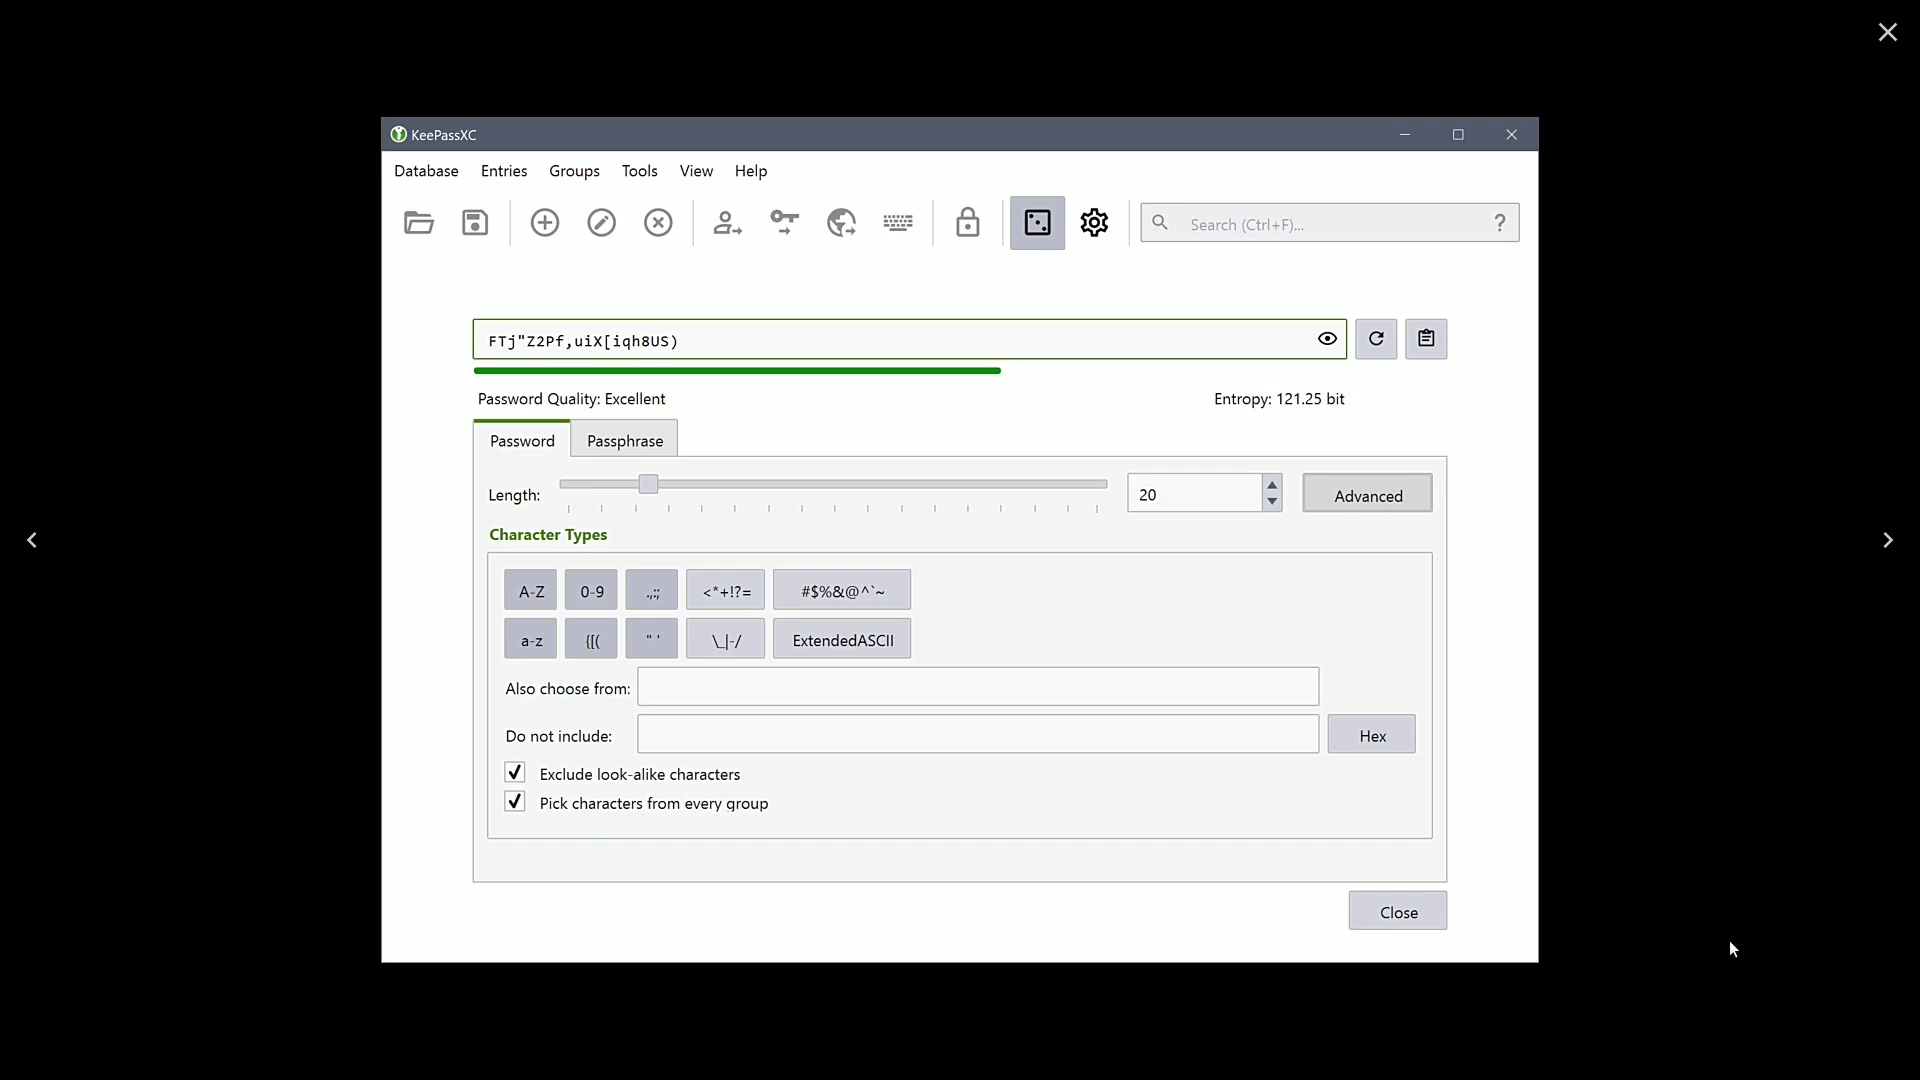 KeePassXC
Database Entries Groups Tools View Help
Search (Ctrl+F)... ?
FTj"Z2Pf,uiX[iqh8US)
Password Quality: Excellent Entropy: 121.25 bit
Password Passphrase
Length: 20 Advanced
Character Types
A-Z 0-9 .,:; <*+!?= #$%&@^`~
a-z {[( " ' \_|-/ ExtendedASCII
Also choose from:
Do not include: Hex
Exclude look-alike characters
Pick characters from every group
Close